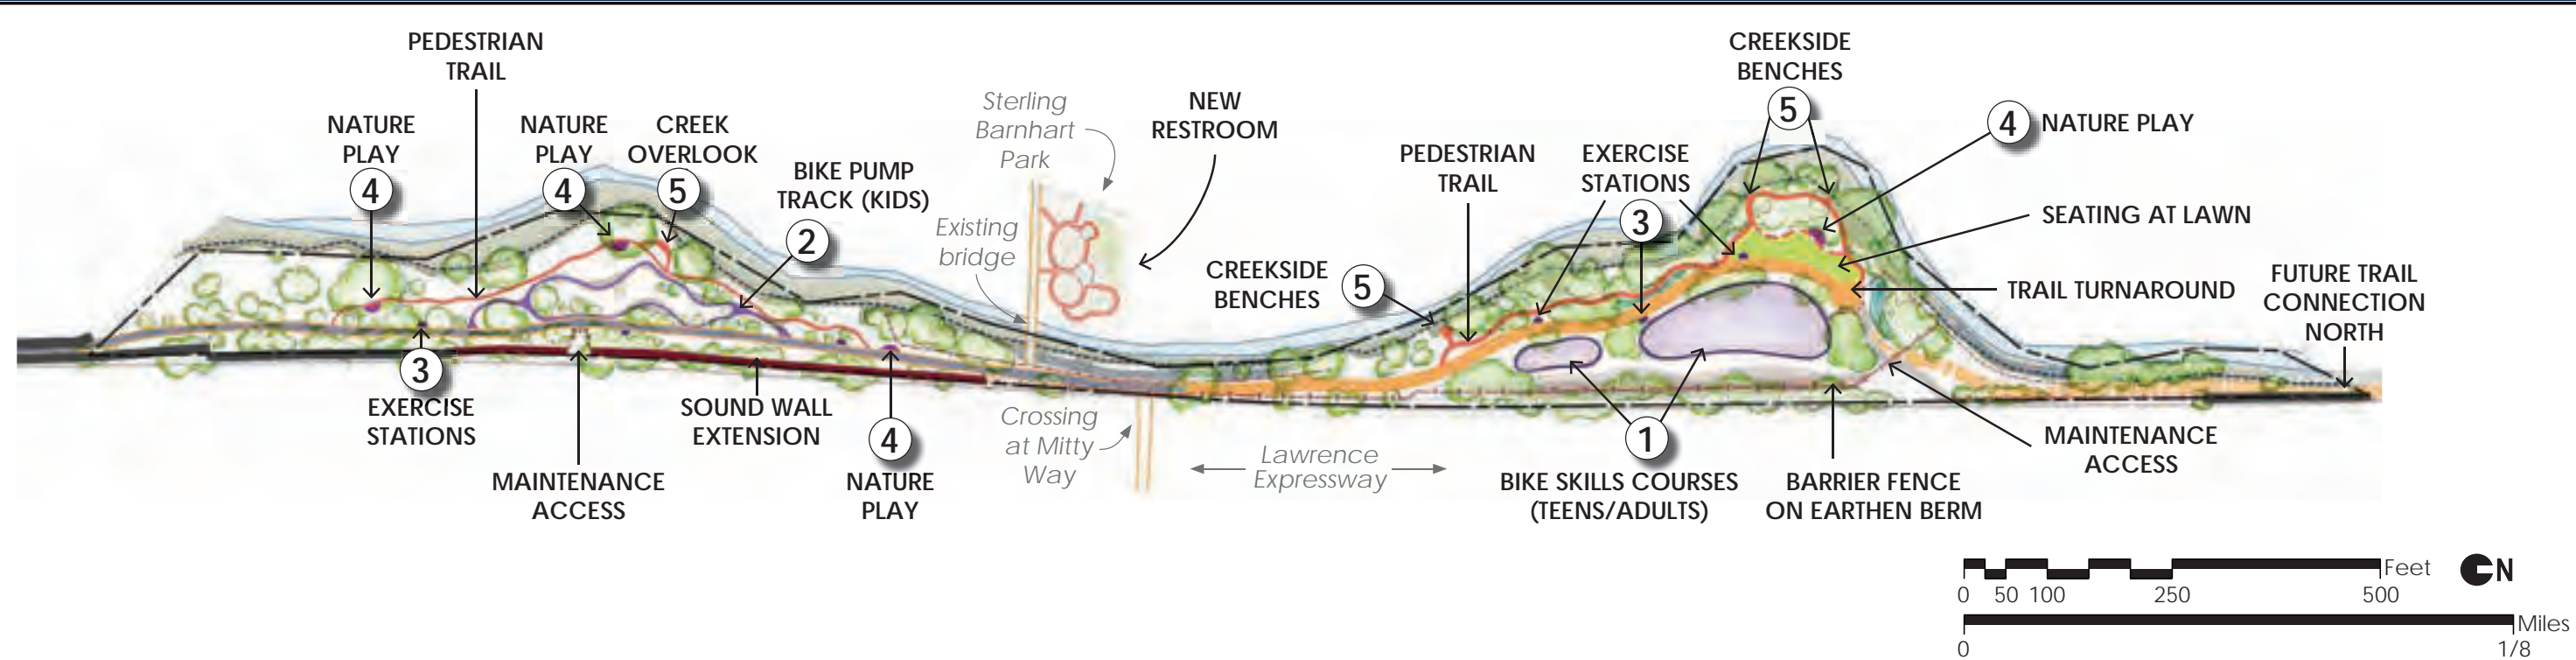 PEDESTRIAN
TRAIL
NATURE
PLAY
4
NATURE
PLAY
4
CREEK
OVERLOOK
5
BIKE PUMP
TRACK (KIDS)
2
Sterling
Barnhart
Park
Existing
bridge
NEW
RESTROOM
CREEKSIDE
BENCHES
5
PEDESTRIAN
TRAIL
EXERCISE
STATIONS
3
CREEKSIDE
BENCHES
5
4
NATURE PLAY
SEATING AT LAWN
TRAIL TURNAROUND
FUTURE TRAIL
CONNECTION
NORTH
3
EXERCISE
STATIONS
MAINTENANCE
ACCESS
SOUND WALL
EXTENSION
4
NATURE
PLAY
Crossing
at Mitty
Way
Lawrence
Expressway
1
BIKE SKILLS COURSES
(TEENS/ADULTS)
BARRIER FENCE
ON EARTHEN BERM
MAINTENANCE
ACCESS
Feet
0 50 100 250 500
N
Miles
0 1/8